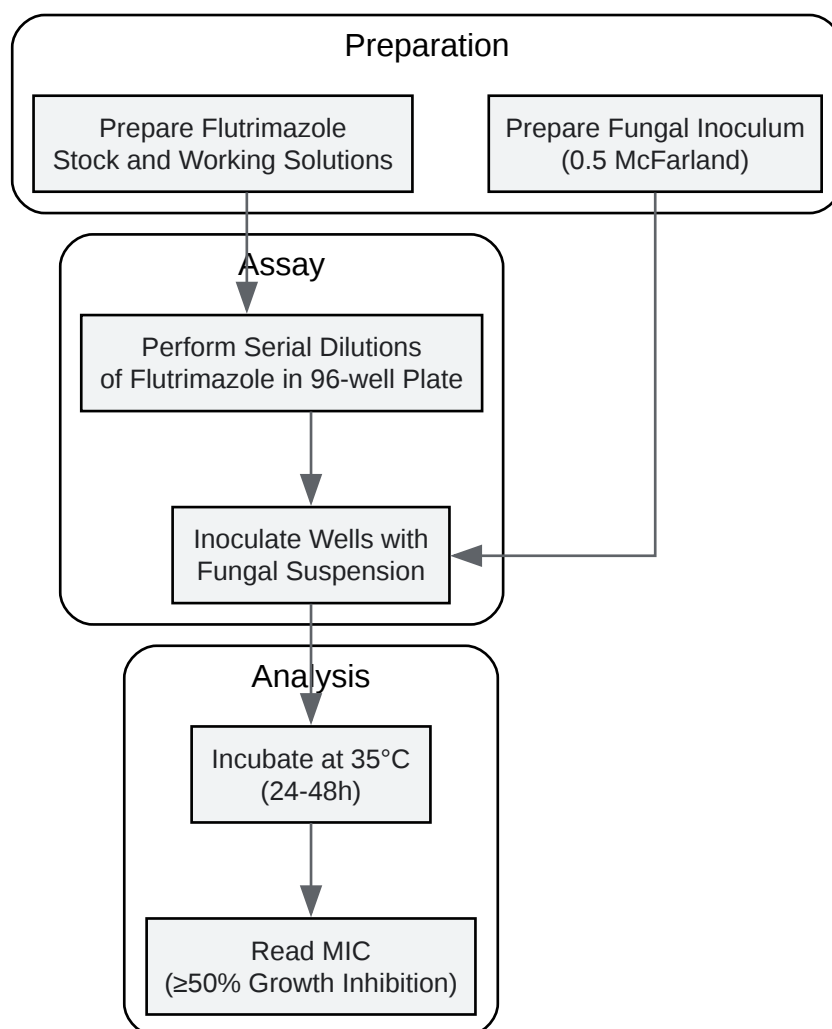 Preparation
Prepare Flutrimazole
Stock and Working Solutions
Prepare Fungal Inoculum
(0.5 McFarland)
Assay
Perform Serial Dilutions
of Flutrimazole in 96-well Plate
Inoculate Wells with
Fungal Suspension
Analysis
Incubate at 35°C
(24-48h)
Read MIC
(≥50% Growth Inhibition)